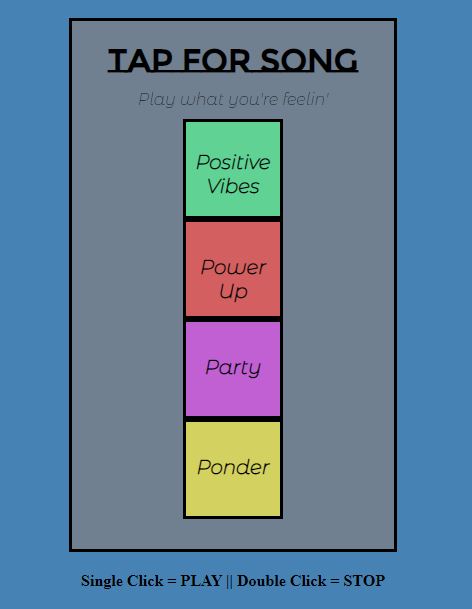 TAP FOR SONG
Play what you're feelin'
Positive
Vibes
Power
Up
Party
Ponder
Single Click = PLAY || Double Click = STOP